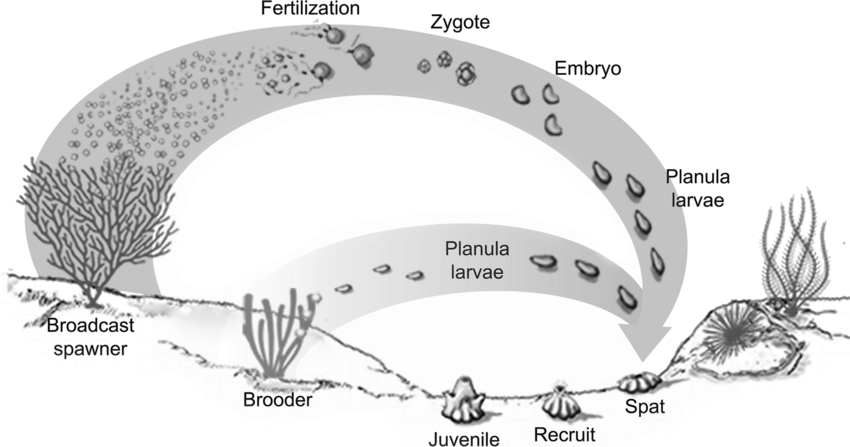 Fertilization
Zygote
Embryo
Planula
larvae
Planula
larvae
Broadcast
spawner
Brooder
Juvenile
Recruit
Spat